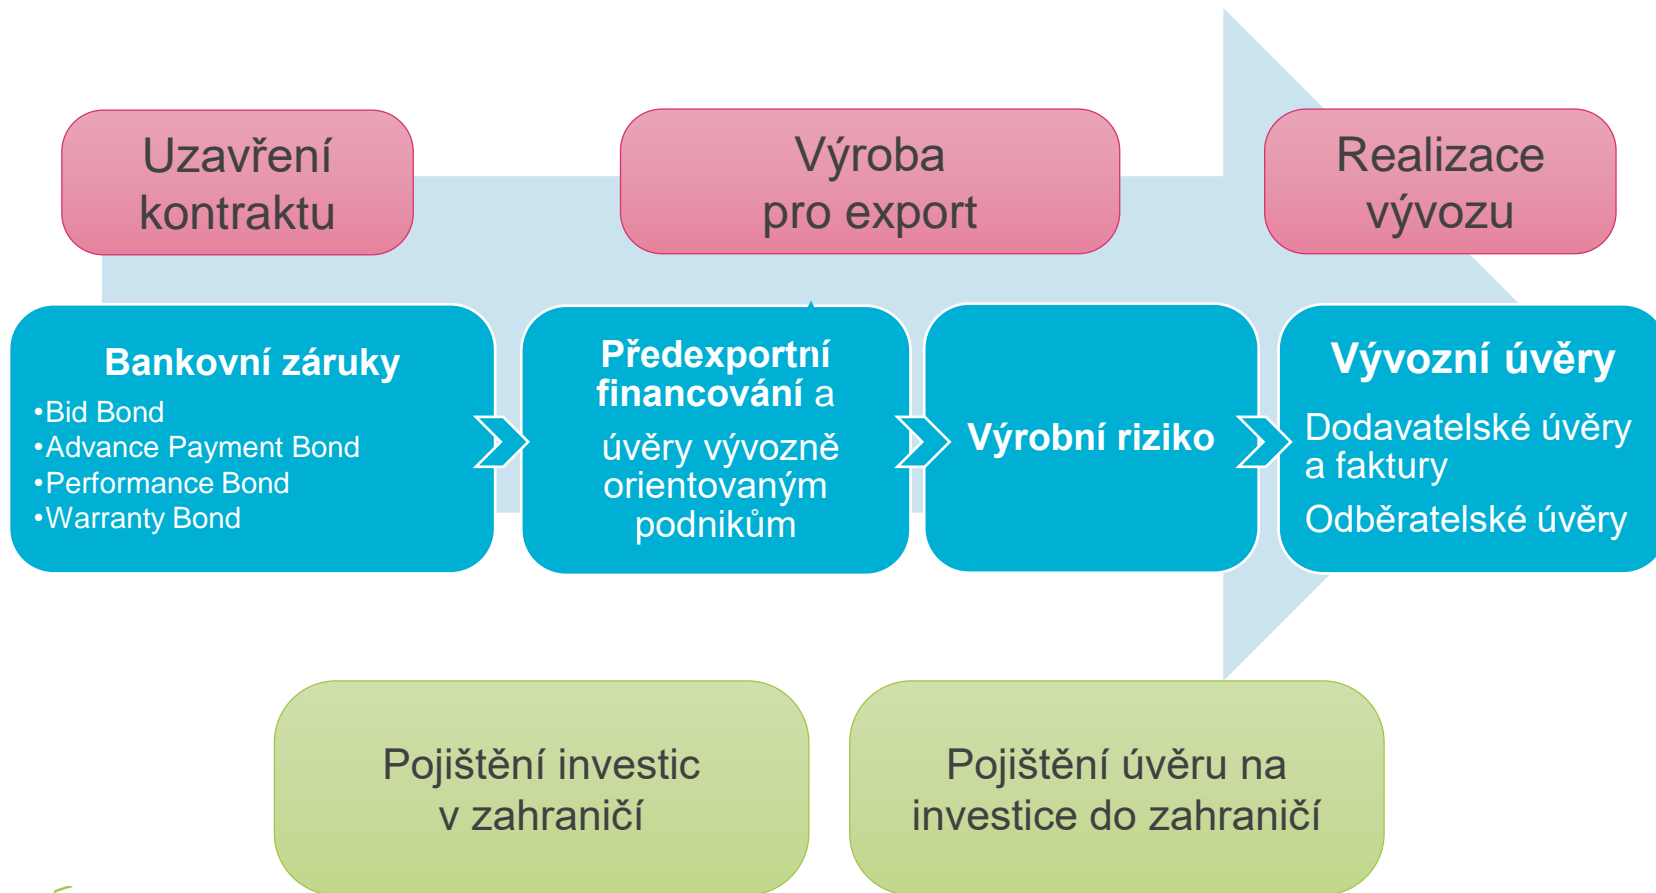 Uzavření
kontraktu
Výroba
pro export
Realizace
vývozu
Bankovní záruky
•Bid Bond
•Advance Payment Bond
•Performance Bond
•Warranty Bond
Předexportní
financování a
úvěry vývozně
orientovaným
podnikům
Výrobní riziko
Vývozní úvěry
Dodavatelské úvěry
a faktury
Odběratelské úvěry
Pojištění investic
v zahraničí
Pojištění úvěru na
investice do zahraničí